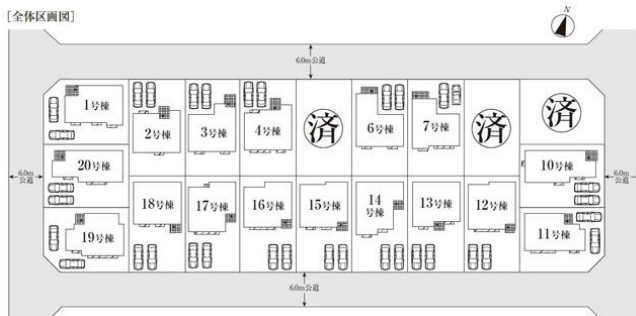 [全体区画図]
N
6.0m公道
1号棟
2号棟
3号棟
4号棟
済
6号棟
7号棟
済
済
20号棟
10号棟
6.0m
公道
6.0m
公道
18号棟
17号棟
16号棟
15号棟
14
号棟
13号棟
12号棟
19号棟
11号棟
6.0m公道